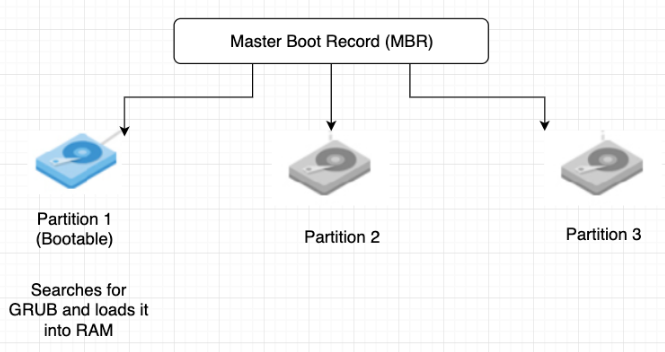 Master Boot Record (MBR)
Partition 1
(Bootable)
Partition 2
Partition 3
Searches for
GRUB and loads it
into RAM